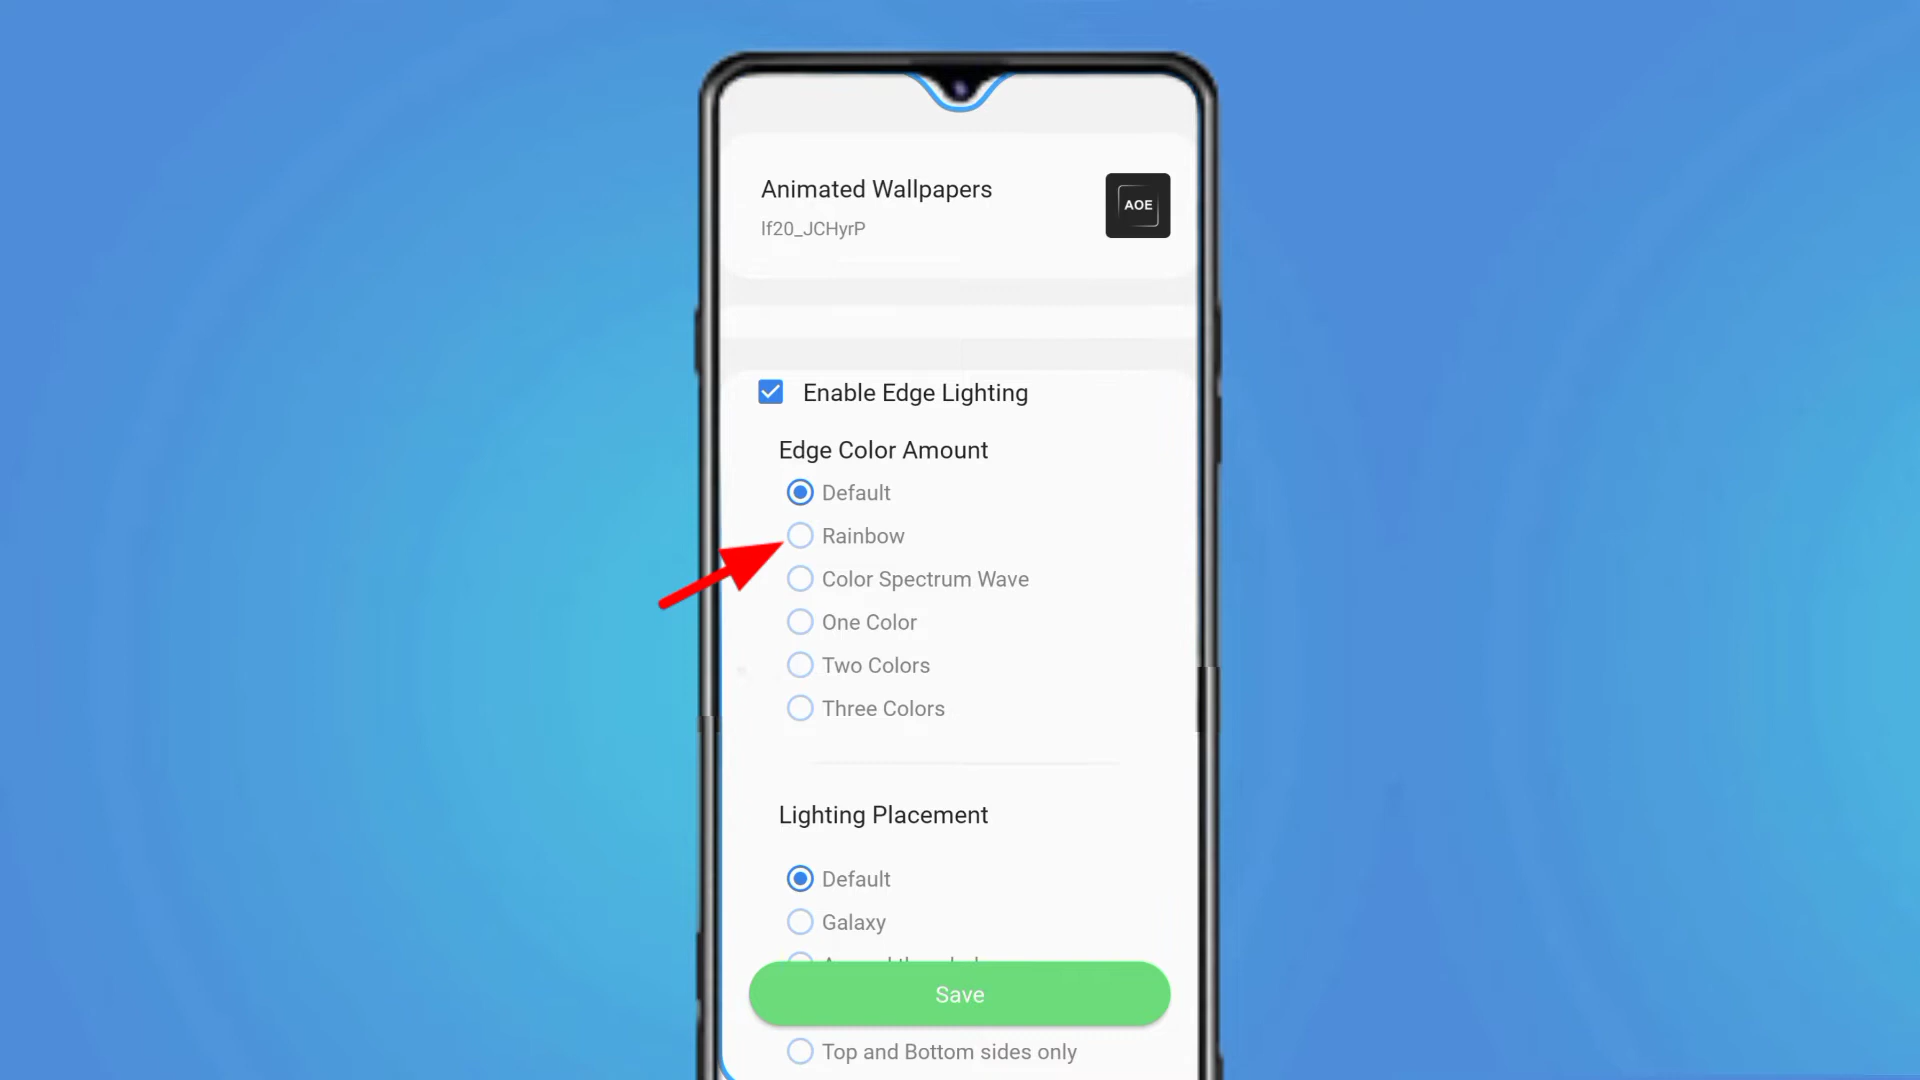 Animated Wallpapers
lf20_JCHyrP
AOE
Enable Edge Lighting
Edge Color Amount
Default
Rainbow
Color Spectrum Wave
One Color
Two Colors
Three Colors
Lighting Placement
Default
Galaxy
Save
Top and Bottom sides only